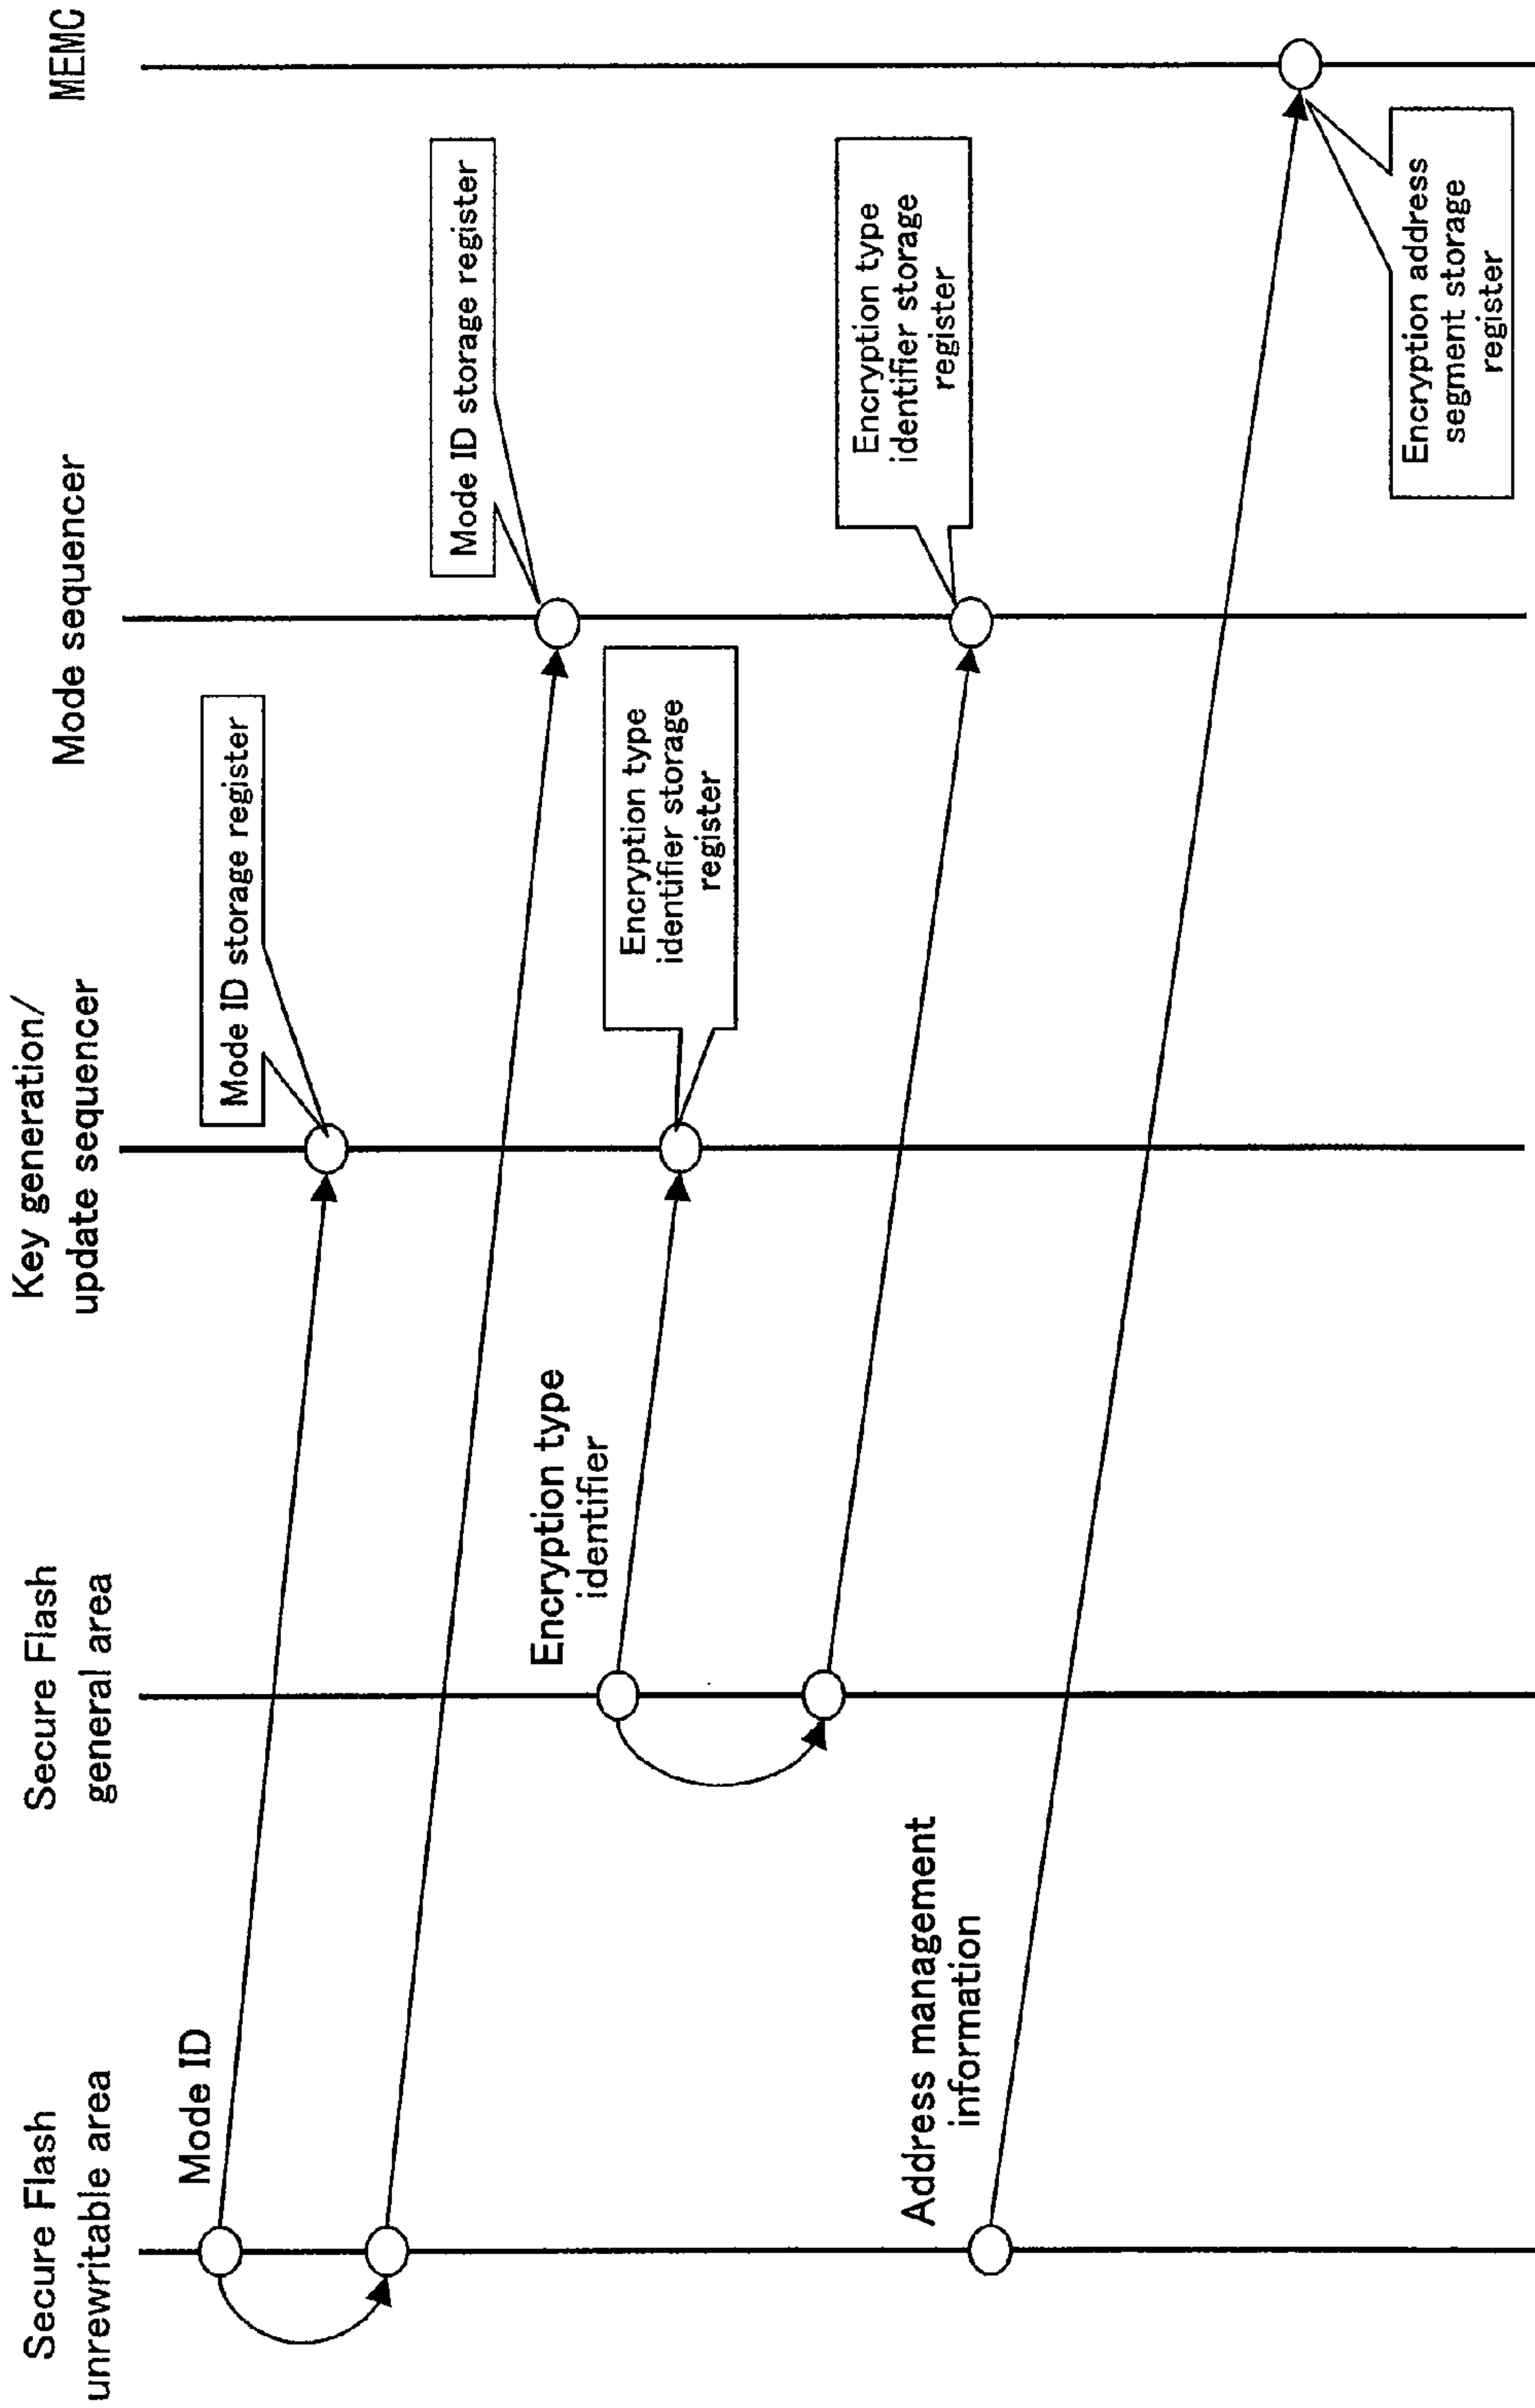 Secure Flash
unrewritable area
Secure Flash
general area
Key generation/
update sequencer
Mode sequencer
MEMC
Mode ID
Mode ID storage register
Mode ID storage register
Encryption type
identifier
Encryption type
identifier storage
register
Encryption type
identifier storage
register
Address management
information
Encryption address
segment storage
register